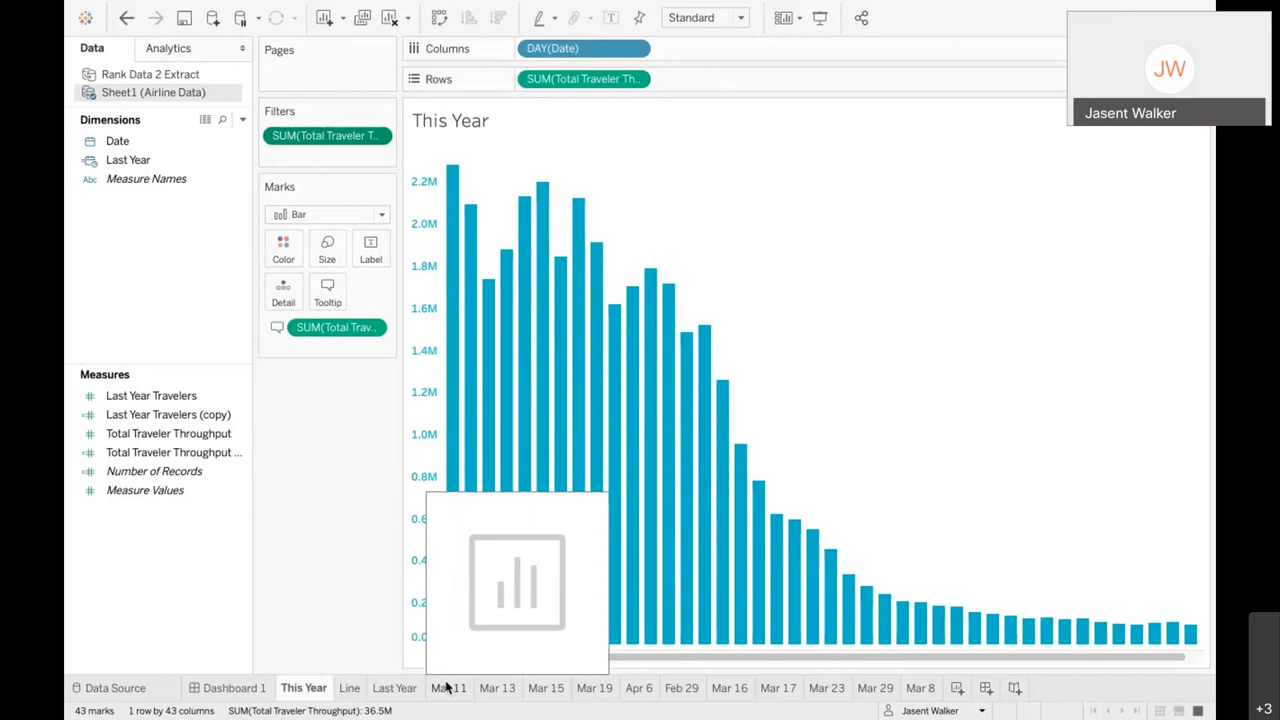 Standard
Data
Analytics
Rank Data 2 Extract
Sheet1 (Airline Data)
Dimensions
Date
Last Year
Abc Measure Names
Measures
Last Year Travelers
Last Year Travelers (copy)
Total Traveler Throughput
Total Traveler Throughput ...
Number of Records
Measure Values
Pages
Filters
SUM(Total Traveler T..
Marks
Bar
Color
Size
Label
Detail
Tooltip
SUM(Total Trav..
Columns
DAY(Date)
Rows
SUM(Total Traveler Th..
This Year
2.2M
2.0M
1.8M
1.6M
1.4M
1.2M
1.0M
0.8M
0.6
0.4
0.2
0.0
JW
Jasent Walker
Data Source
Dashboard 1
This Year
Line
Last Year
Mar 11
Mar 13
Mar 15
Mar 19
Apr 6
Feb 29
Mar 16
Mar 17
Mar 23
Mar 29
Mar 8
43 marks
1 row by 43 columns
SUM(Total Traveler Throughput): 36.5M
Jasent Walker
+3